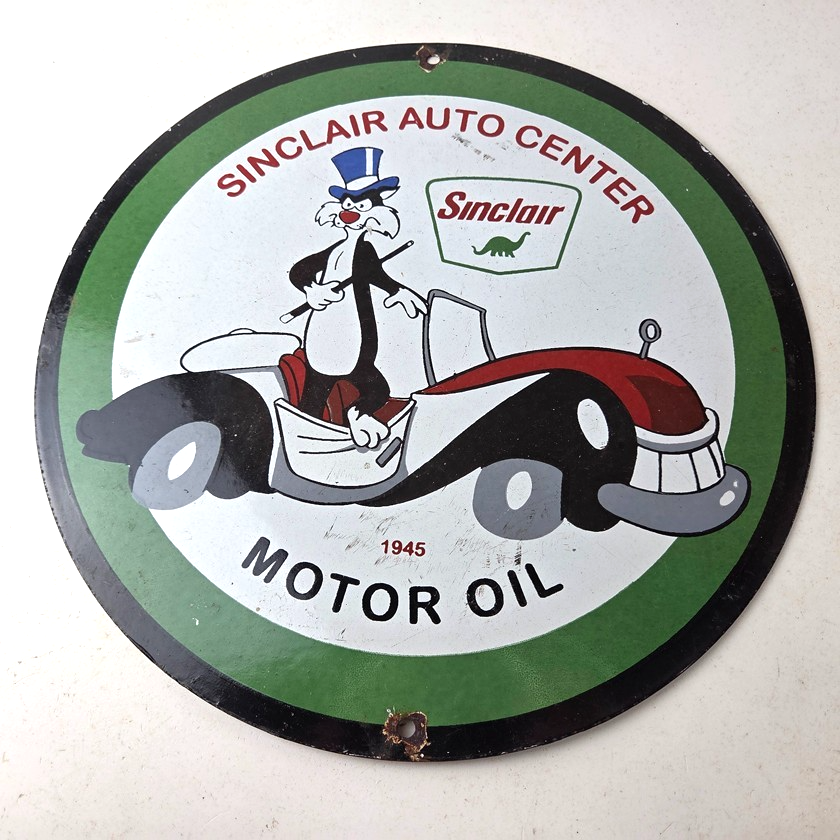 SINCLAIR AUTO CENTER
Sinclair
1945
MOTOR OIL